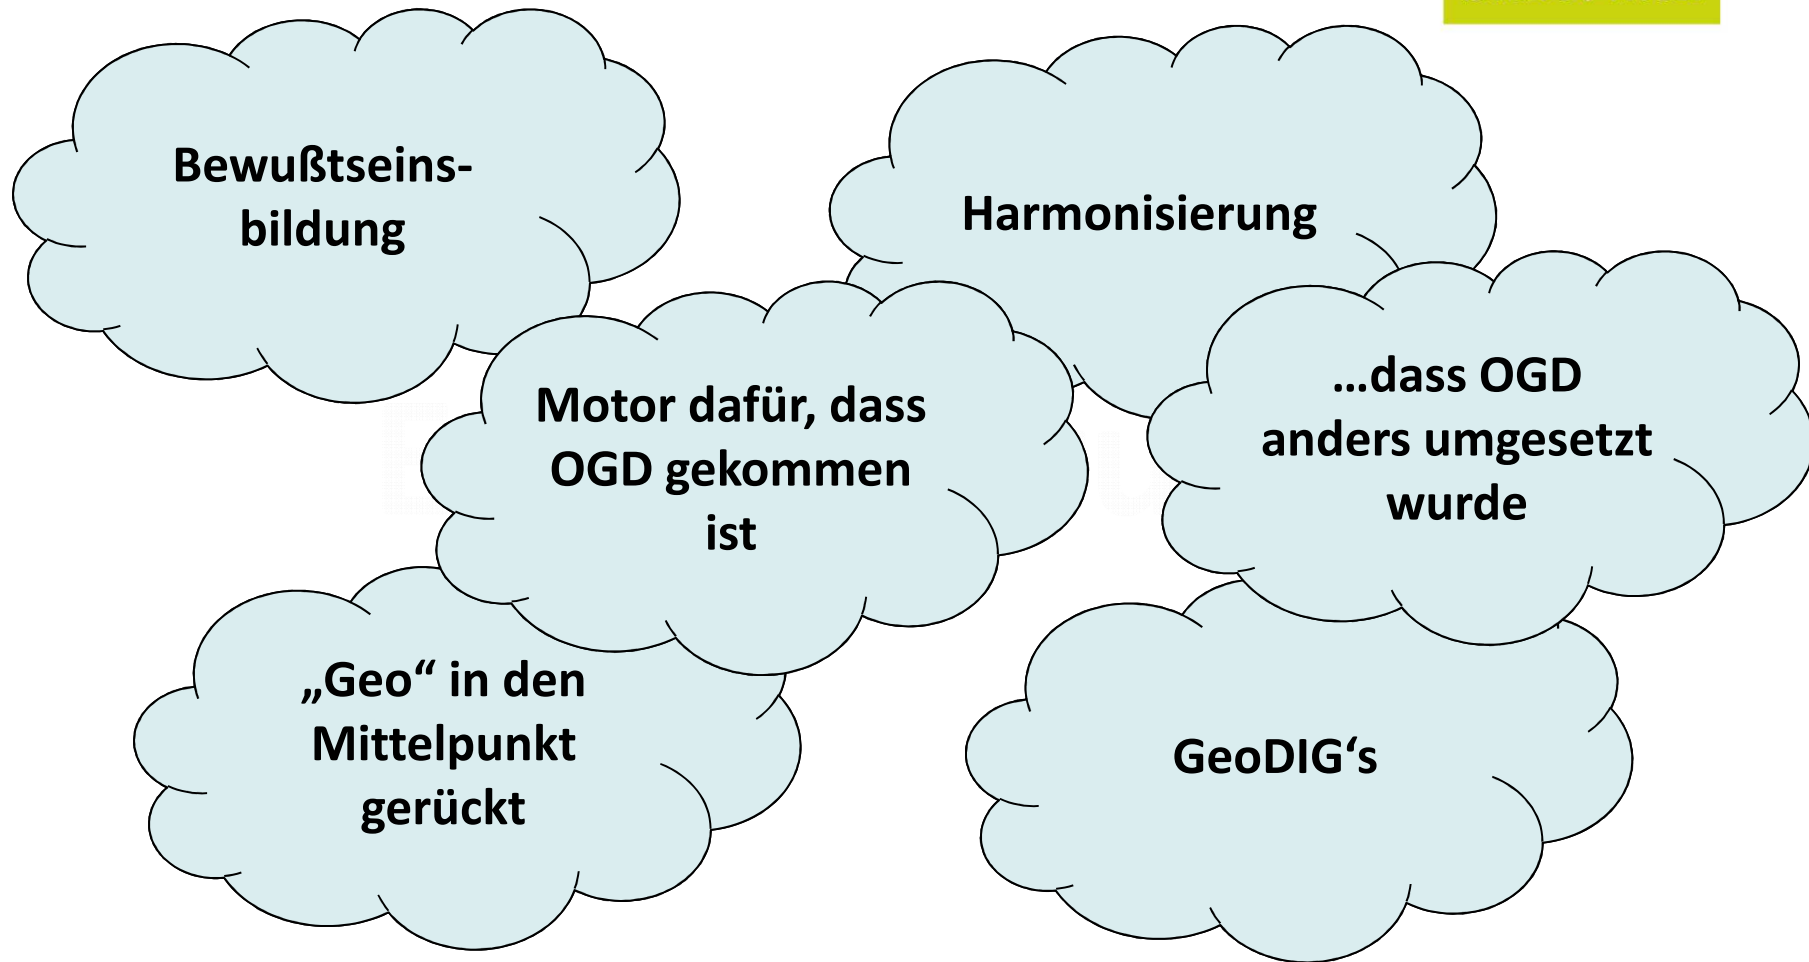 Bewußtseins-
bildung
Harmonisierung
Motor dafür, dass
OGD gekommen
ist
…dass OGD
anders umgesetzt
wurde
„Geo“ in den
Mittelpunkt
gerückt
GeoDIG‘s